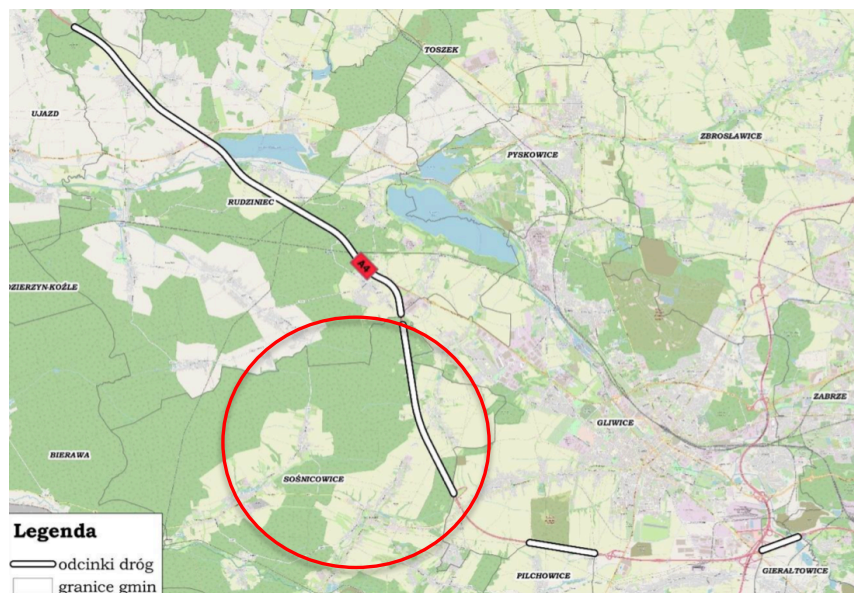 TOSZEK
UJAZD
ZBROSŁAWICE
PYSKOWICE
RUDZINIEC
A4
DZIERZYN-KOŹLE
ZABRZE
GLIWICE
BIERAWA
SOŚNICOWICE
Legenda
odcinki dróg
PILCHOWICE
GIERAŁTOWICE
granice gmin